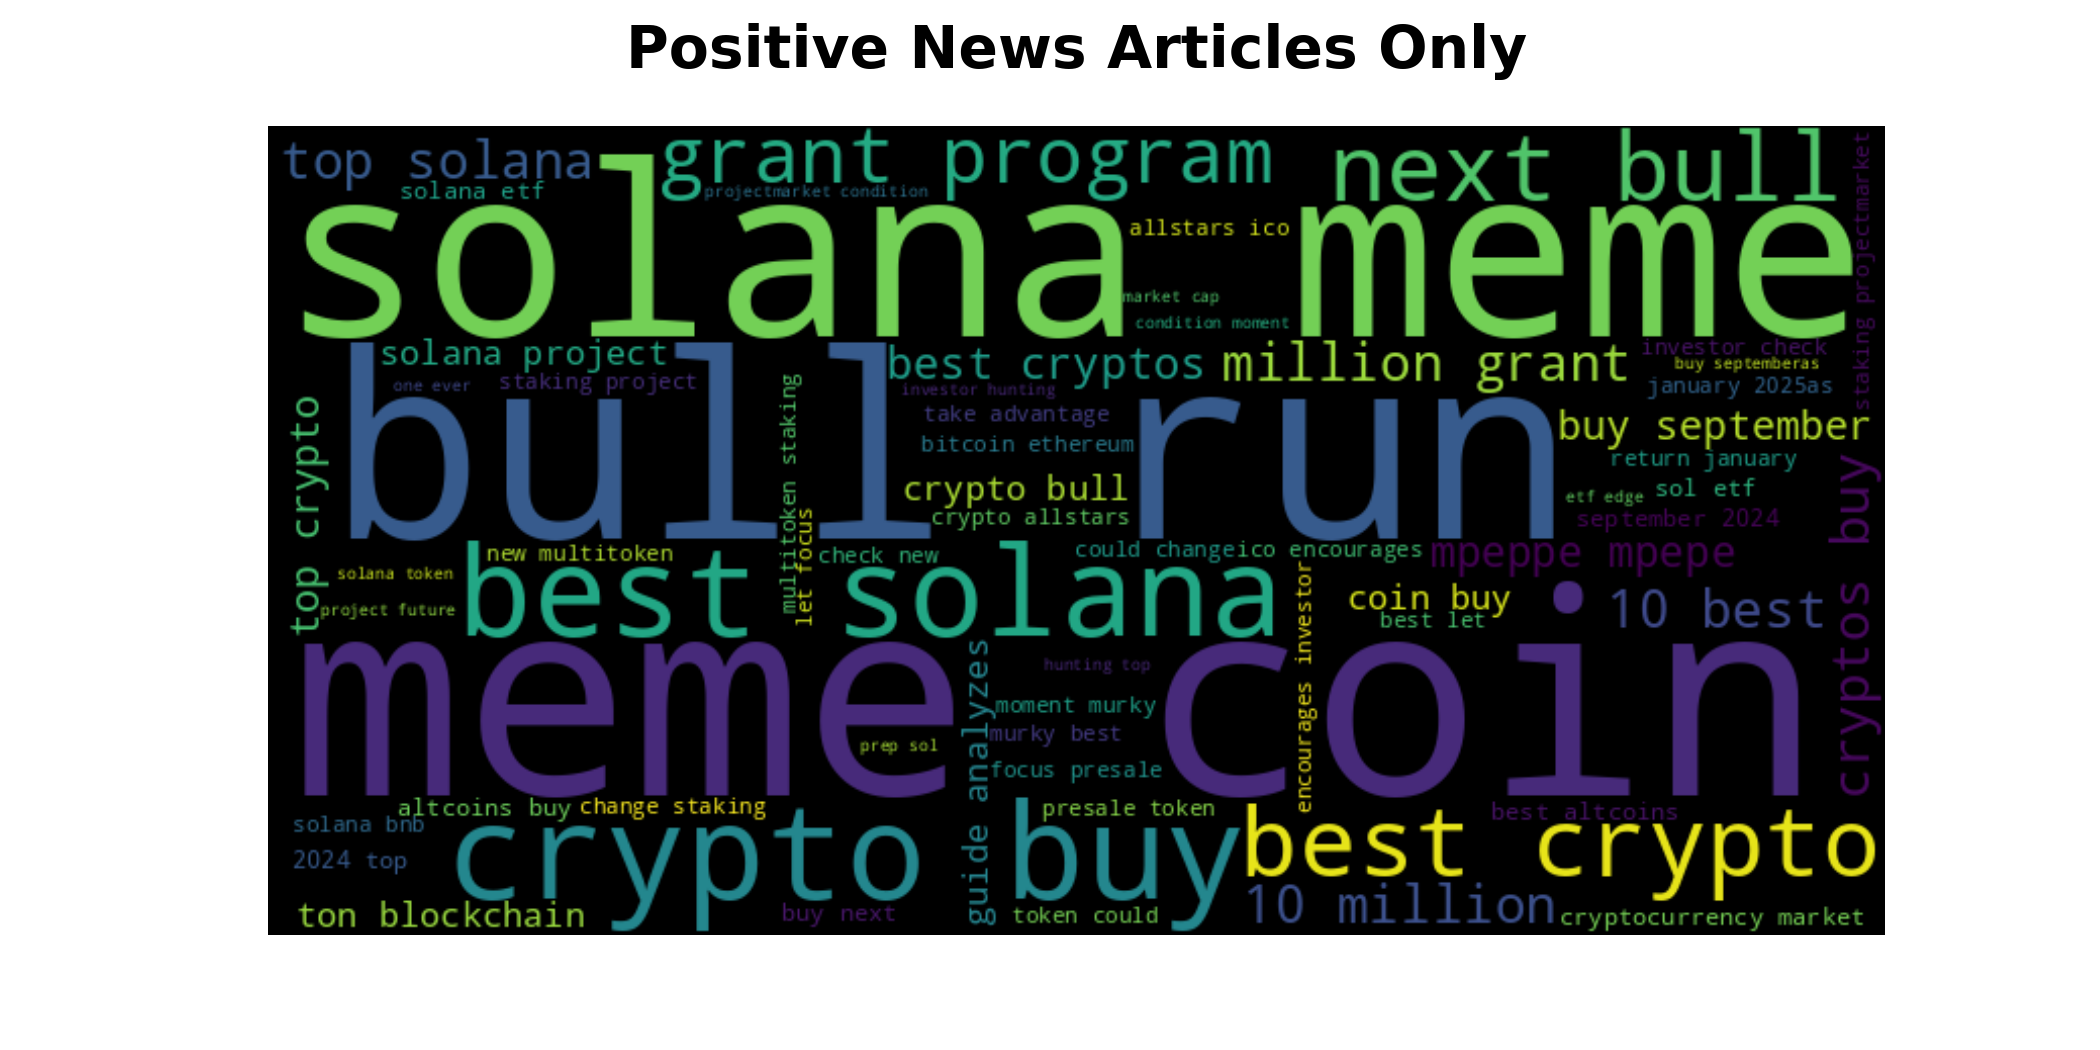 Positive News Articles Only
top solana
grant program
next bull
solana etf
projectmarket condition
staking projectmarket
solana meme
allstars ico
market cap
condition moment
solana project
best cryptos
million grant
investor check
buy septemberas
one ever
staking project
investor hunting
january 2025as
bull run
take advantage
buy september
bitcoin ethereum
return january
top crypto
multitoken staking
crypto bull
etf edge
sol etf
crypto allstars
september 2024
let focus
new multitoken
check new
could change
ico encourages
mpeppe mpepe
cryptos buy
solana token
best solana
coin buy
10 best
project future
best let
encourages investor
meme coin
hunting top
guide analyzes
moment murky
murky best
prep sol
focus presale
altcoins buy
change staking
presale token
best altcoins
solana bnb
crypto buy
best crypto
2024 top
ton blockchain
buy next
token could
10 million
cryptocurrency market